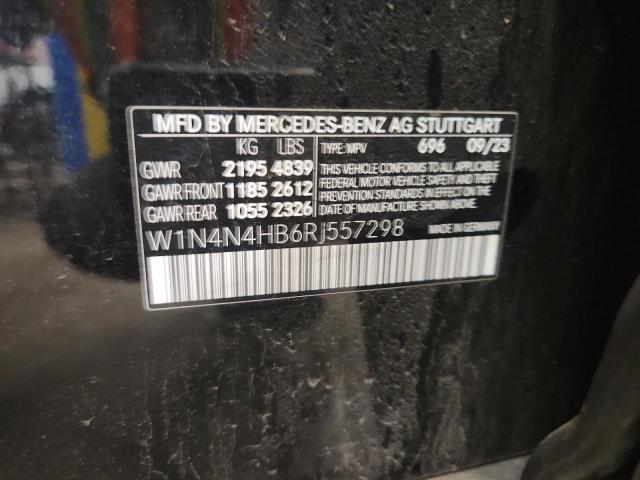 MFD BY MERCEDES-BENZ AG STUTTGART
KG LBS TYPE: MPV 696 09/23
GVWR 2195 4839
GAWR FRONT 1185 2612
GAWR REAR 1055 2326
THIS VEHICLE CONFORMS TO ALL APPLICABLE
FEDERAL MOTOR VEHICLE SAFETY AND THEFT
PREVENTION STANDARDS IN EFFECT ON THE
DATE OF MANUFACTURE SHOWN ABOVE.
W1N4N4HB6RJ557298
MADE IN GERMANY